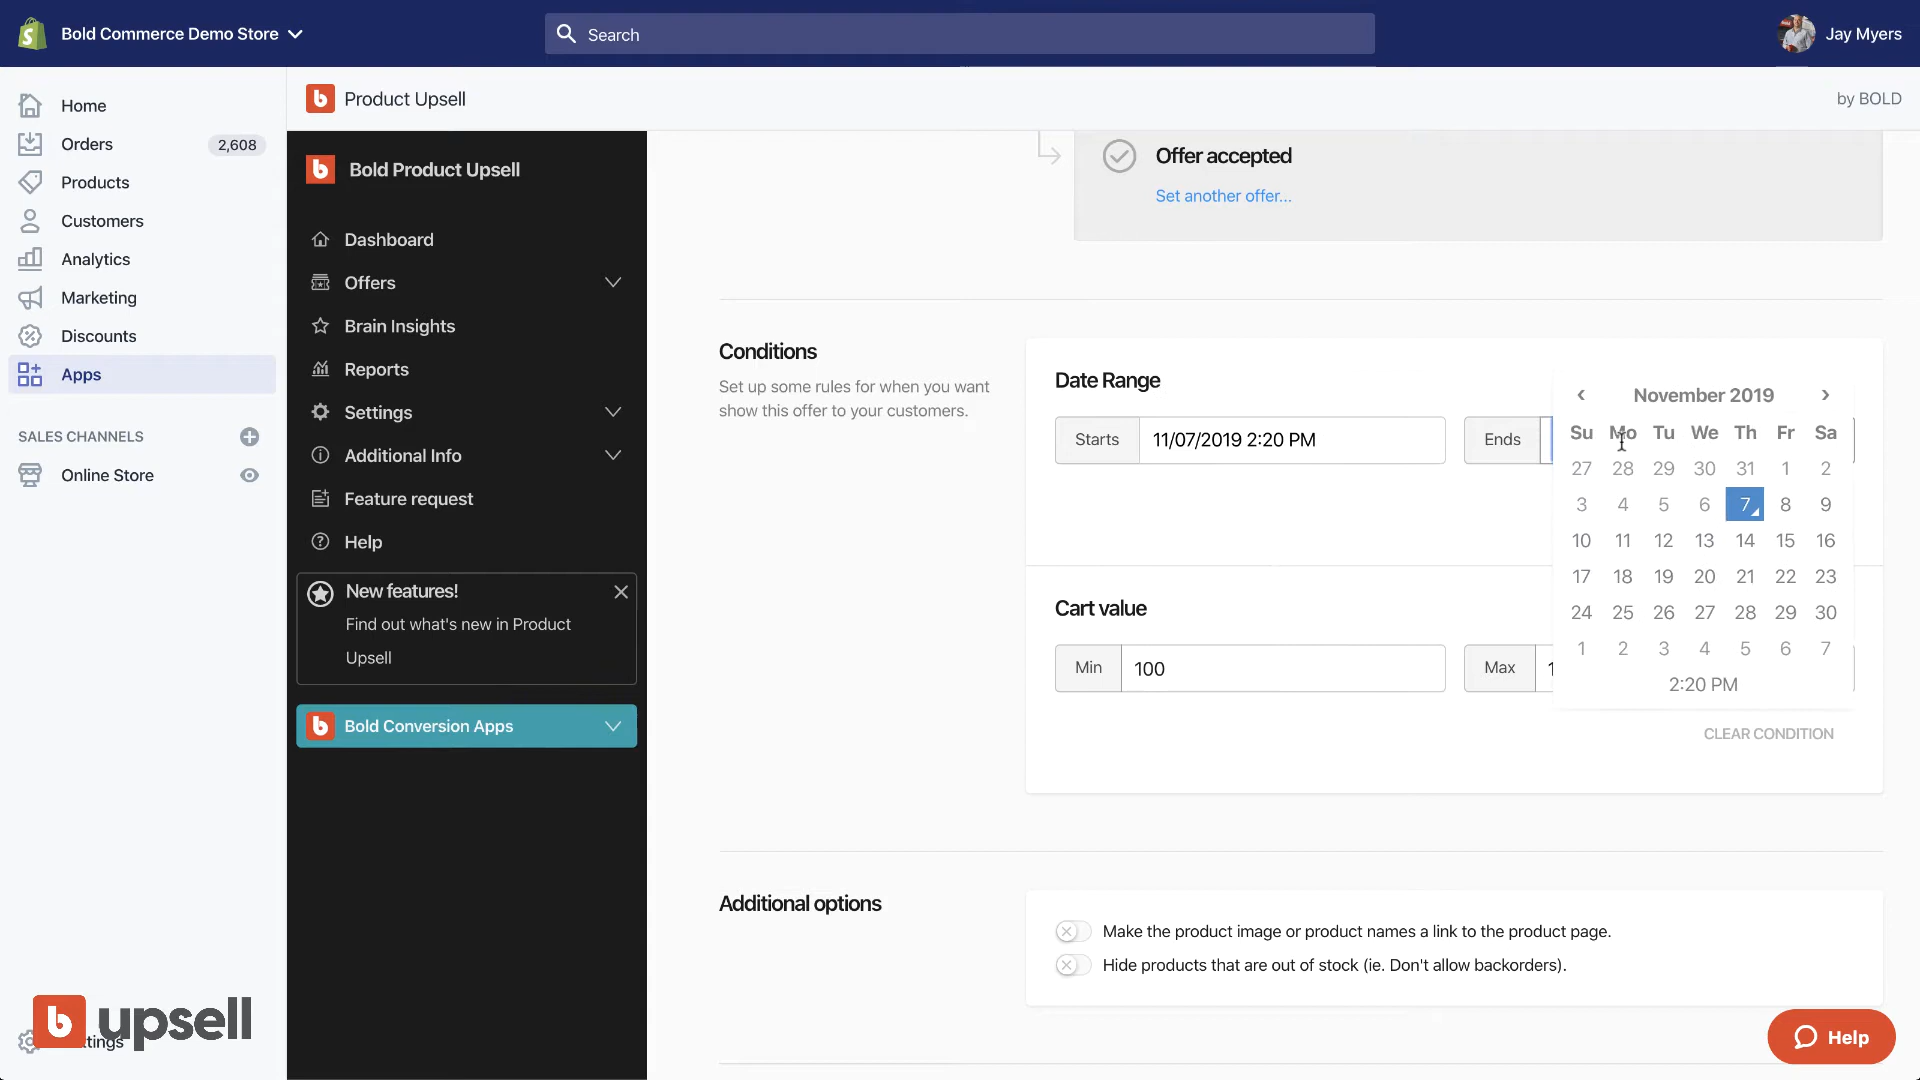 Bold Commerce Demo Store
Search
Jay Myers
Home
Orders 2,608
Products
Customers
Analytics
Marketing
Discounts
Apps
SALES CHANNELS
Online Store
b Product Upsell
by BOLD
b Bold Product Upsell
Dashboard
Offers
Brain Insights
Reports
Settings
Additional Info
Feature request
Help
New features!
Find out what's new in Product
Upsell
b Bold Conversion Apps
Offer accepted
Set another offer...
Conditions
Set up some rules for when you want
show this offer to your customers.
Date Range
Starts 11/07/2019 2:20 PM
Ends
‹ November 2019 ›
Su Mo Tu We Th Fr Sa
27 28 29 30 31 1 2
3 4 5 6 7 8 9
10 11 12 13 14 15 16
17 18 19 20 21 22 23
24 25 26 27 28 29 30
1 2 3 4 5 6 7
2:20 PM
Cart value
Min 100
Max
CLEAR CONDITION
Additional options
Make the product image or product names a link to the product page.
Hide products that are out of stock (ie. Don't allow backorders).
b upsell
Help